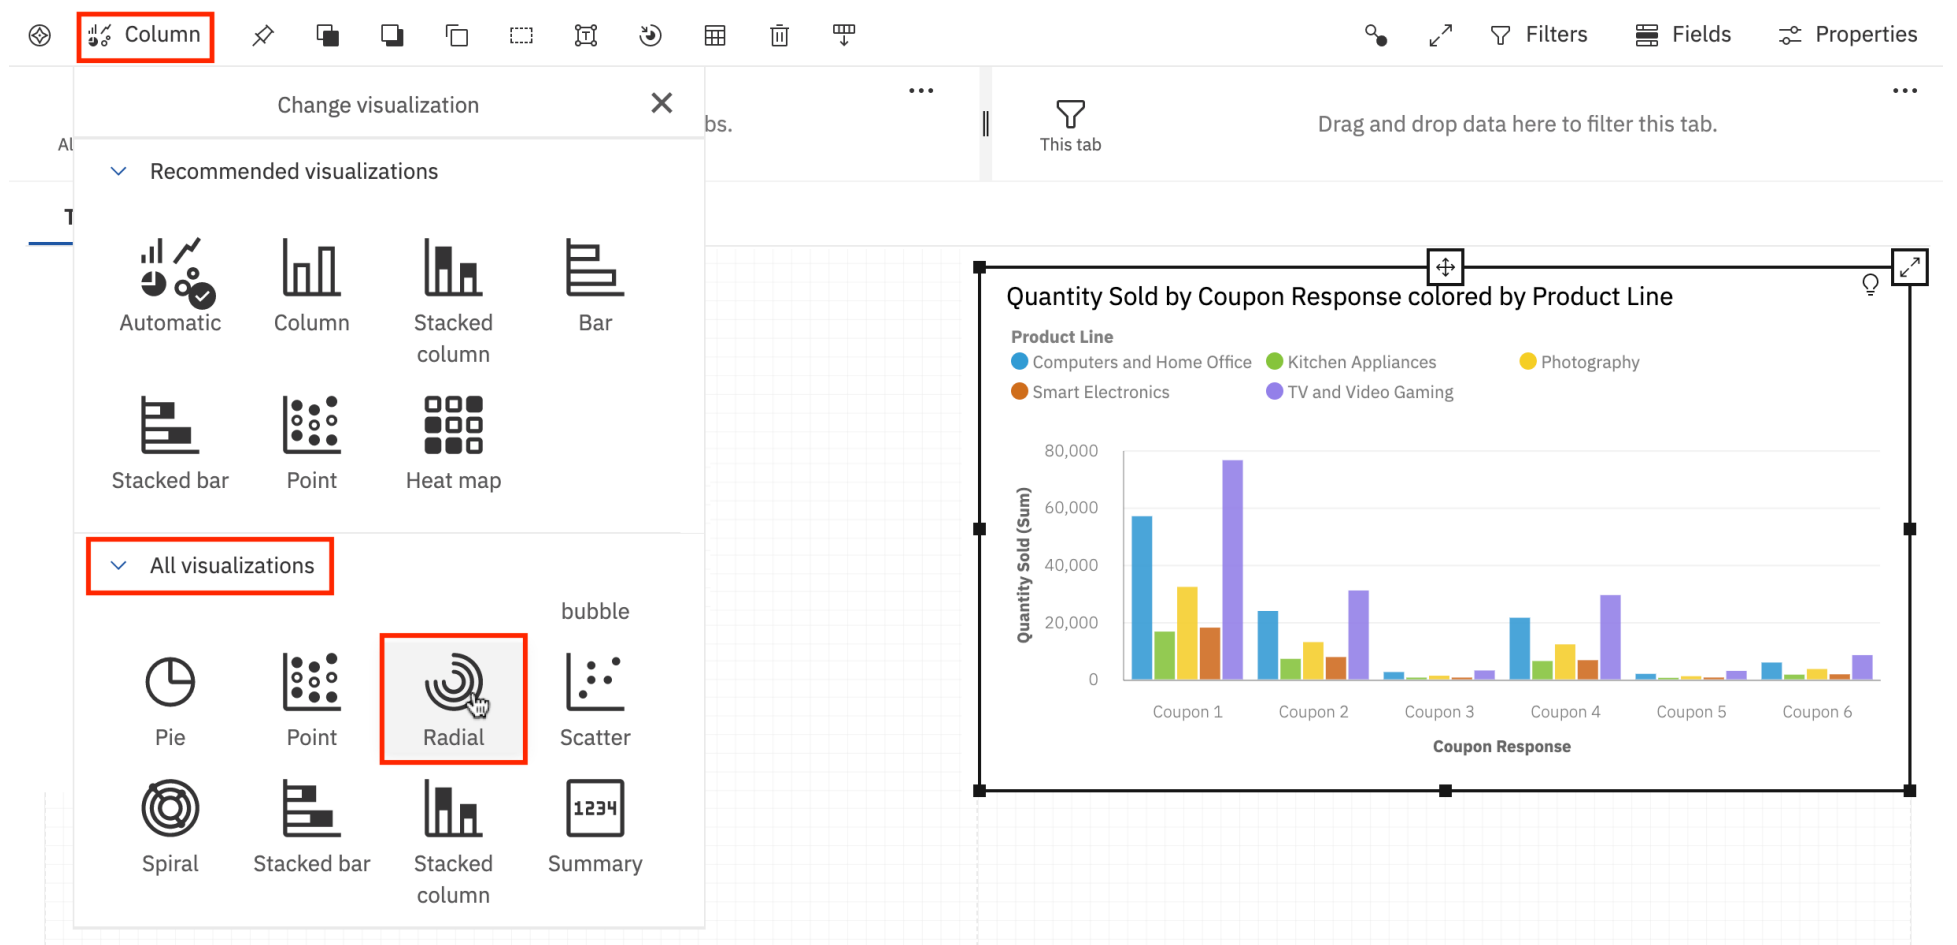 Column
Filters
Fields
Properties
Change visualization
bs.
This tab
Drag and drop data here to filter this tab.
Al
T
Recommended visualizations
Automatic
Column
Stacked
column
Bar
Stacked bar
Point
Heat map
All visualizations
bubble
Pie
Point
Radial
Scatter
Spiral
Stacked bar
Stacked
column
1234
Summary
Quantity Sold by Coupon Response colored by Product Line
Product Line
Computers and Home Office
Kitchen Appliances
Photography
Smart Electronics
TV and Video Gaming
80,000
60,000
40,000
20,000
0
Quantity Sold (Sum)
Coupon 1
Coupon 2
Coupon 3
Coupon 4
Coupon 5
Coupon 6
Coupon Response